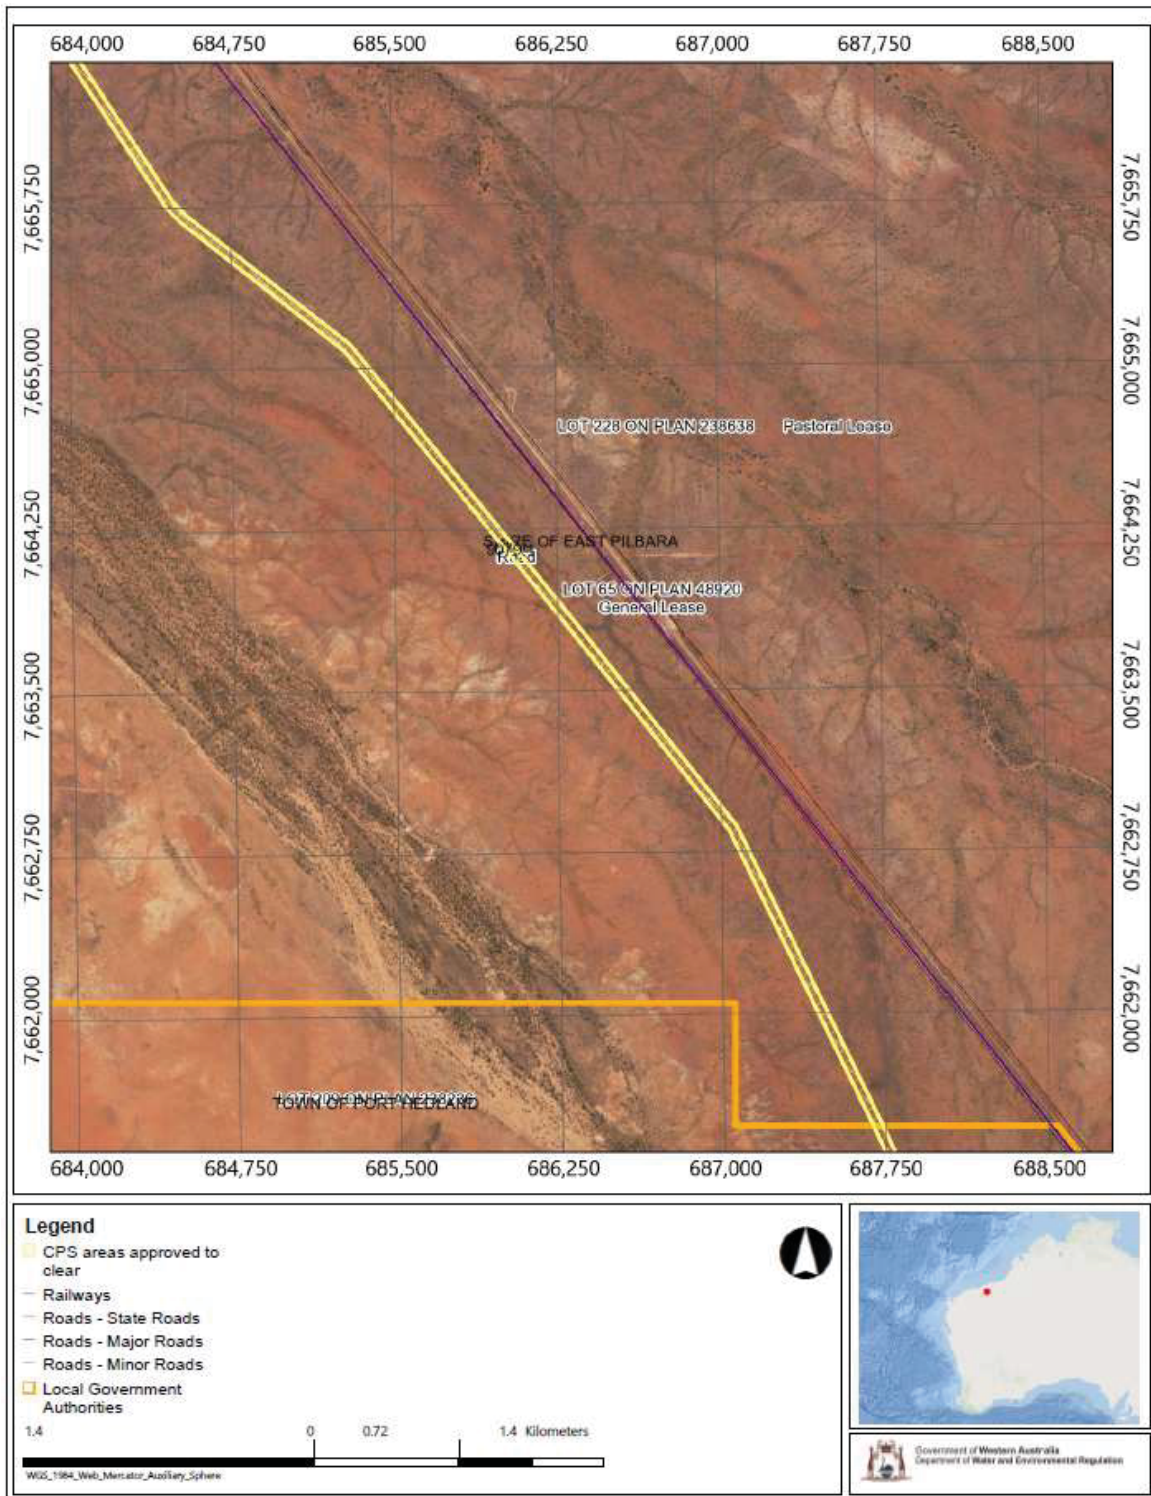 684,000 684,750 685,500 686,250 687,000 687,750 688,500
7,665,750 7,665,750
7,665,000 7,665,000
LOT 228 ON PLAN 238638 Pastoral Lease
7,664,250 7,664,250
OF EAST PILBARA
Road
LOT 65 ON PLAN 48920
General Lease
7,663,500 7,663,500
7,662,750 7,662,750
7,662,000 7,662,000
TOWN OF PORT HEDLAND
684,000 684,750 685,500 686,250 687,000 687,750 688,500
Legend
CPS areas approved to
clear
Railways
Roads - State Roads
Roads - Major Roads
Roads - Minor Roads
Local Government
Authorities
1.4 0 0.72 1.4 Kilometers
WGS_1984_Web_Mercator_Auxiliary_Sphere
Government of Western Australia
Department of Water and Environmental Regulation